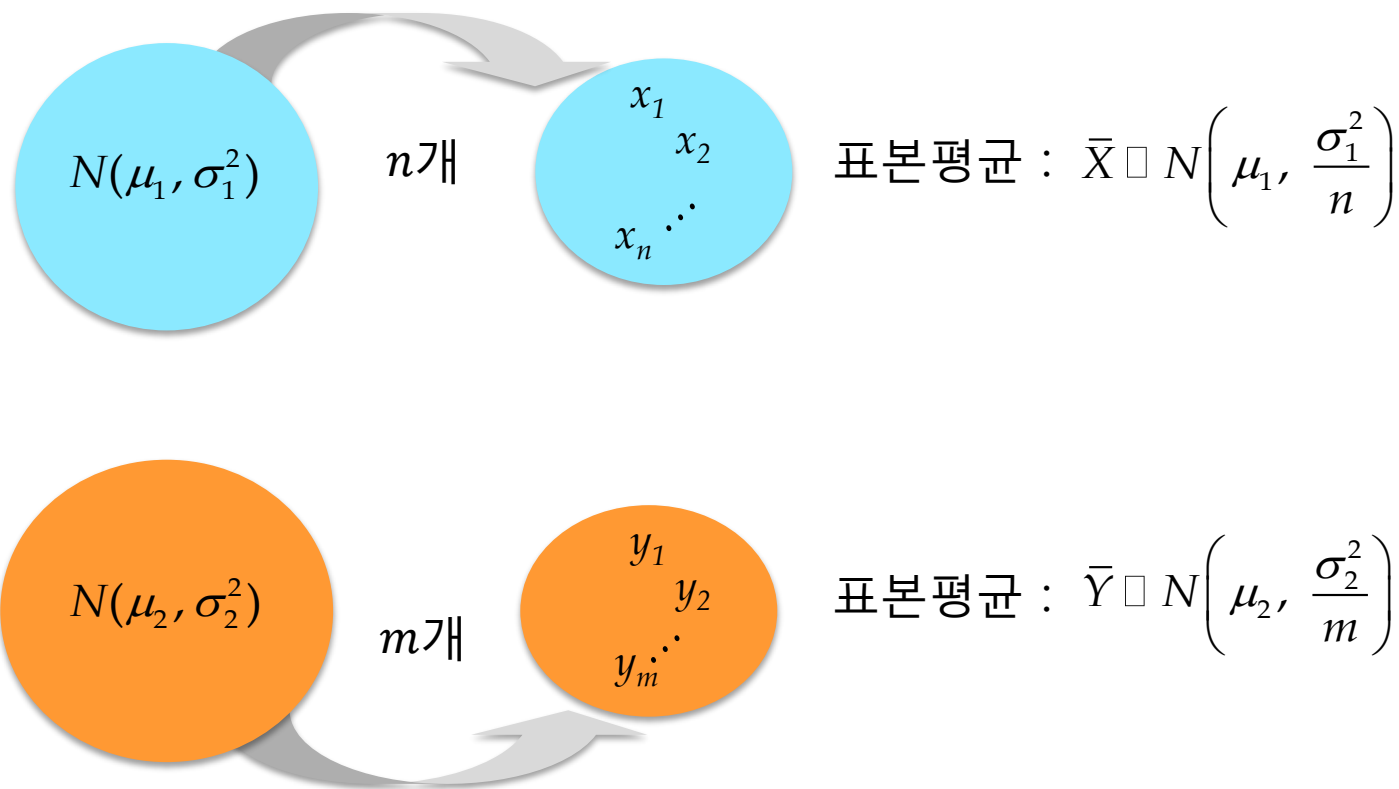 N(μ₁, σ₁²)
n개
x₁
x₂
⋰
xₙ
표본평균 : X̄ □ N(μ₁, σ₁²/n)
N(μ₂, σ₂²)
m개
y₁
y₂
⋰
yₘ
표본평균 : Ȳ □ N(μ₂, σ₂²/m)